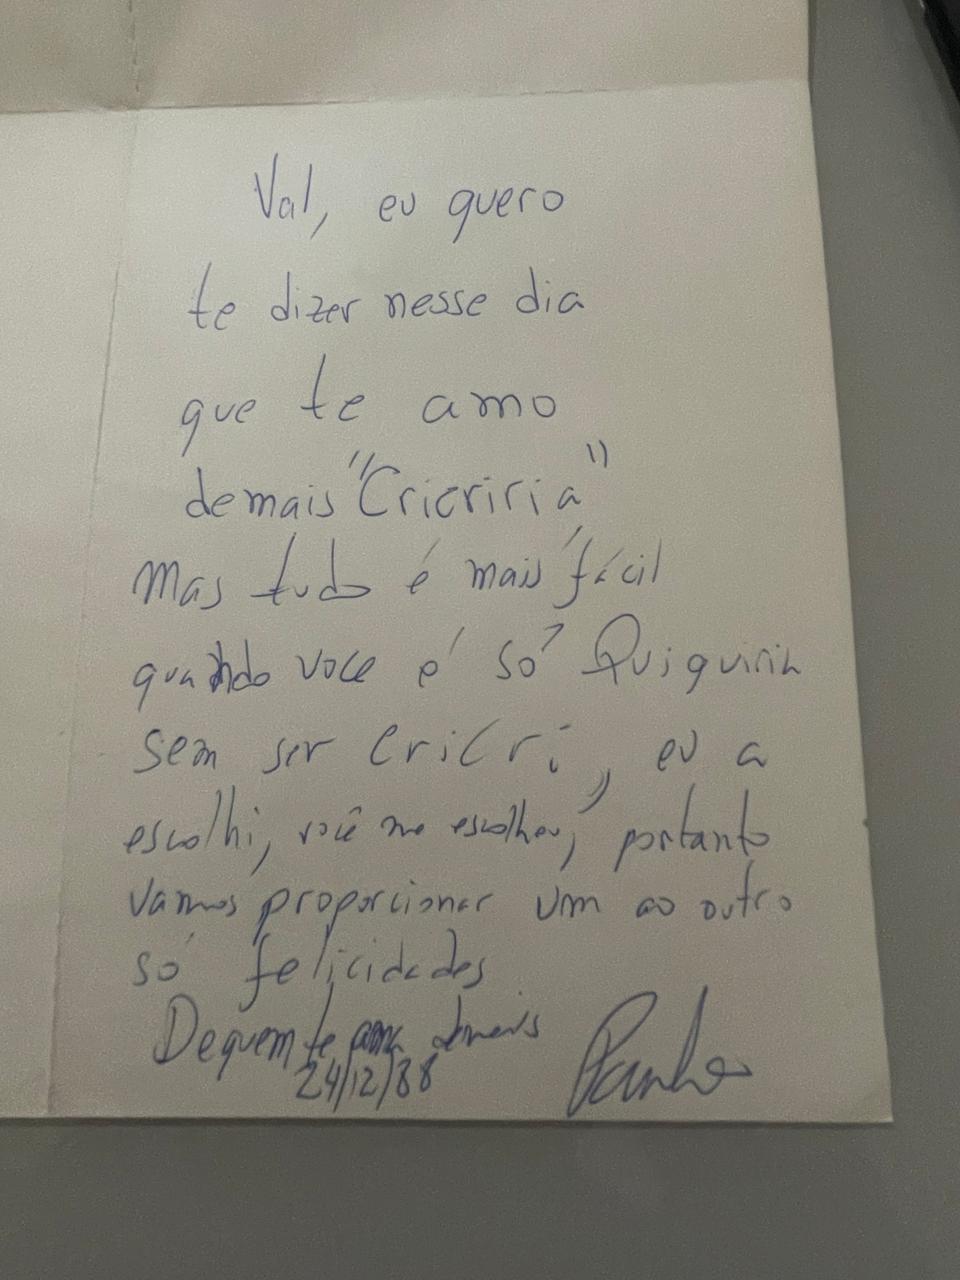 Val, eu quero
te dizer nesse dia
que te amo
demais "Cricriria"
mas tudo é mais fácil
quando voce é só Quiquiria
sem ser cricri, eu a
escolhi, você me escolheu, portanto
vamos proporcionar um ao outro
só felicidades
De quem te ama demais
24/12/88